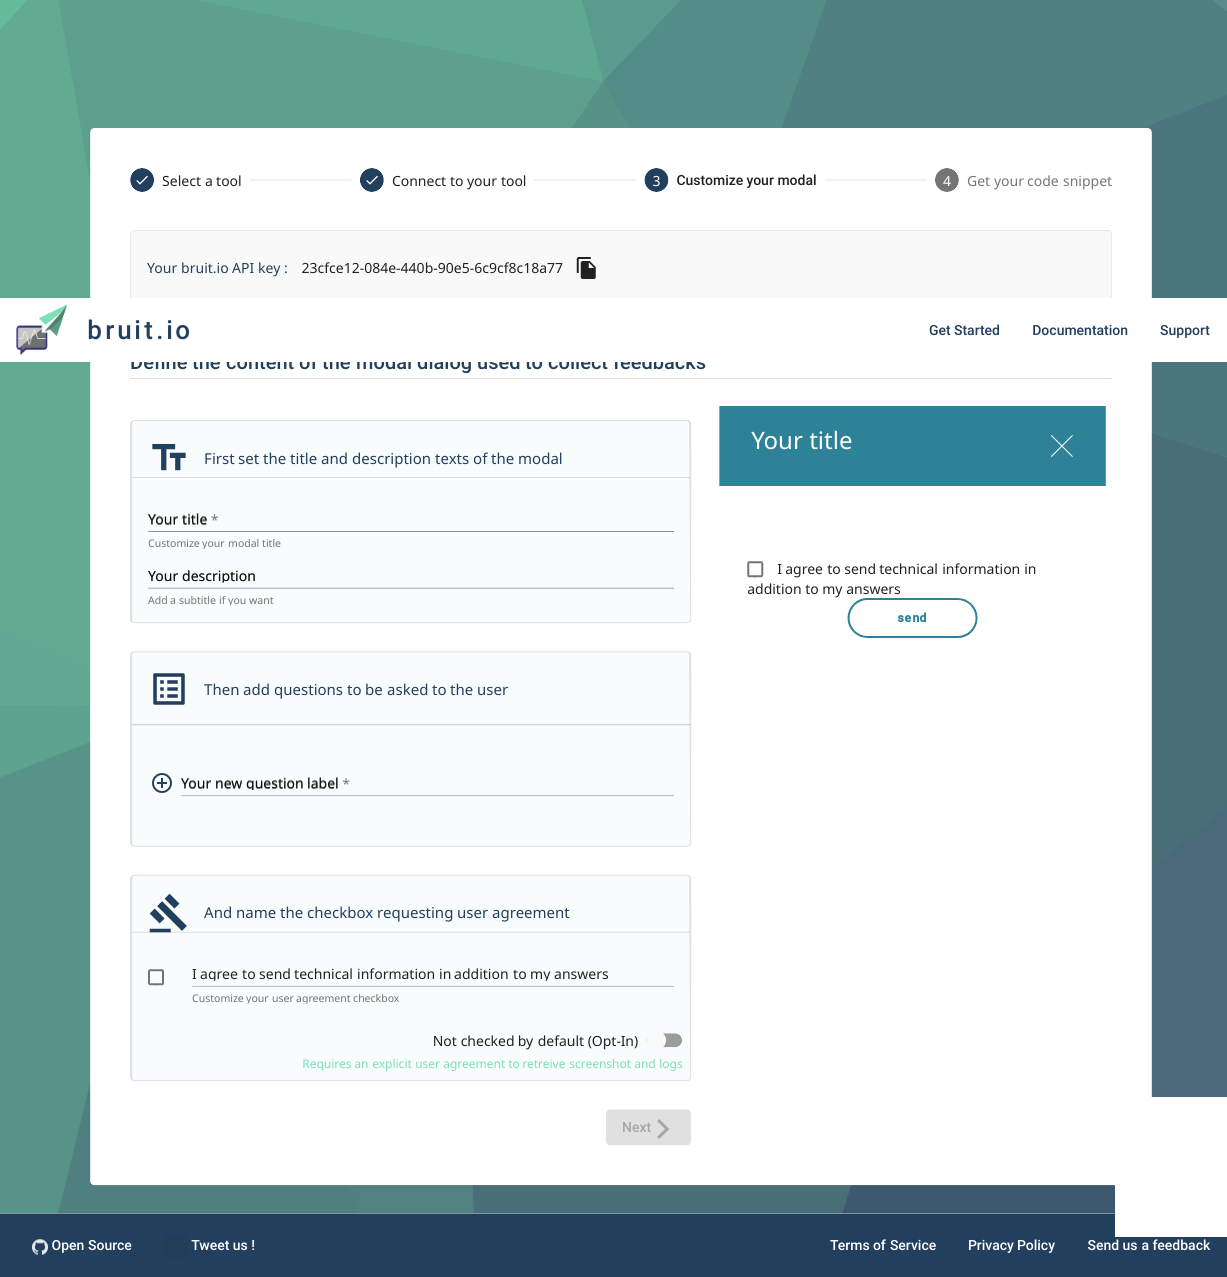 Select a tool
Connect to your tool
3 Customize your modal
4 Get your code snippet
Your bruit.io API key : 23cfce12-084e-440b-90e5-6c9cf8c18a77
bruit.io
Get Started Documentation Support
Define the content of the modal dialog used to collect feedbacks
First set the title and description texts of the modal
Your title *
Customize your modal title
Your description
Add a subtitle if you want
Your title
I agree to send technical information in
addition to my answers
send
Then add questions to be asked to the user
Your new question label *
And name the checkbox requesting user agreement
I agree to send technical information in addition to my answers
Customize your user agreement checkbox
Not checked by default (Opt-In)
Requires an explicit user agreement to retreive screenshot and logs
Next
Open Source Tweet us ! Terms of Service Privacy Policy Send us a feedback